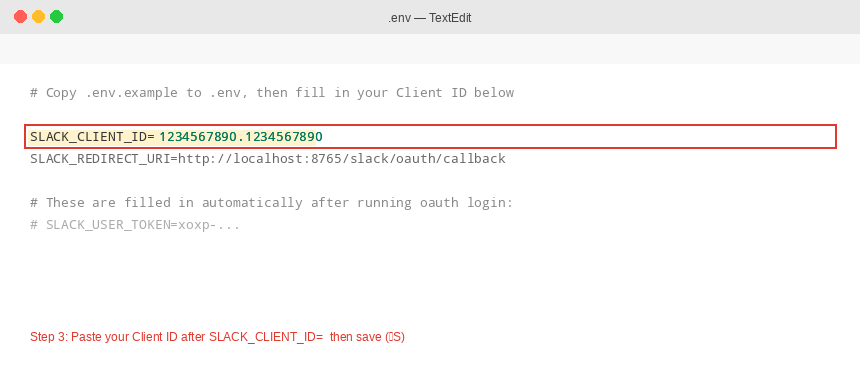 .env — TextEdit
# Copy .env.example to .env, then fill in your Client ID below
SLACK_CLIENT_ID= 1234567890.1234567890
SLACK_REDIRECT_URI=http://localhost:8765/slack/oauth/callback
# These are filled in automatically after running oauth login:
# SLACK_USER_TOKEN=xoxp-...
Step 3: Paste your Client ID after SLACK_CLIENT_ID=  then save (▯S)